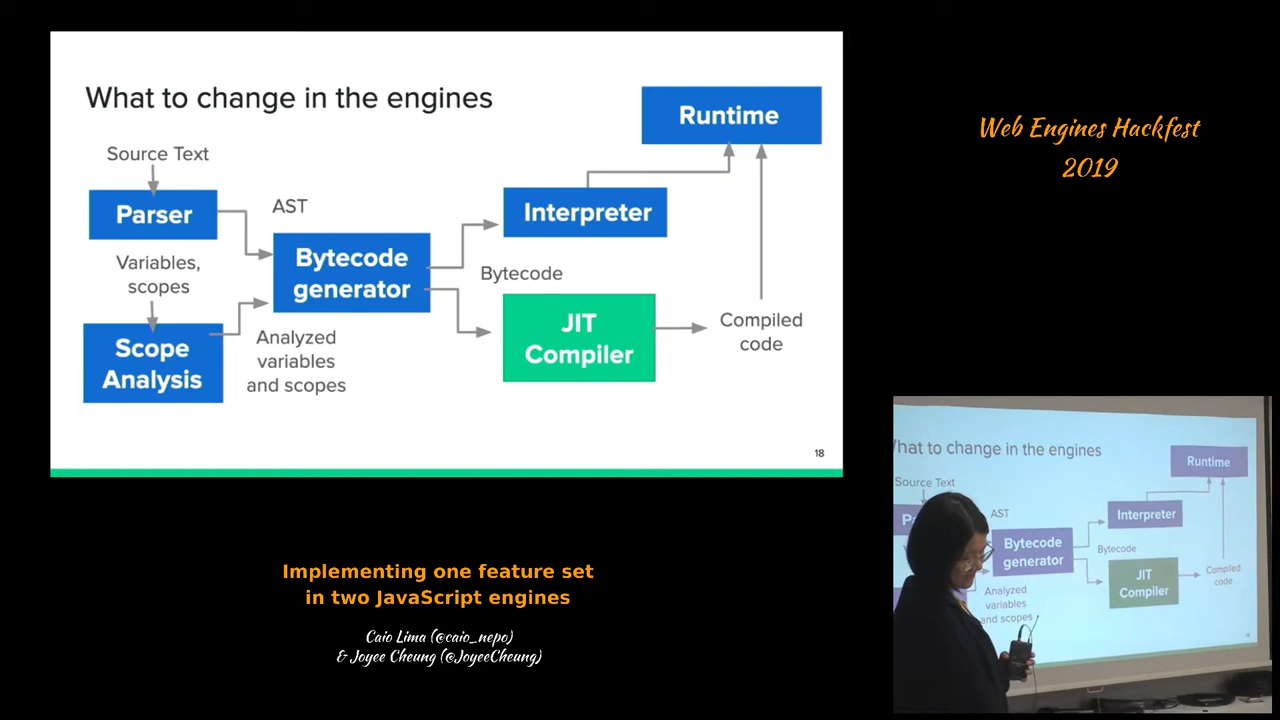 What to change in the engines
Source Text
Parser
Variables,
scopes
Scope
Analysis
AST
Bytecode
generator
Analyzed
variables
and scopes
Interpreter
Bytecode
JIT
Compiler
Compiled
code
Runtime
18
Web Engines Hackfest
2019
Implementing one feature set
in two JavaScript engines
Caio Lima (@caio_nepo)
& Joyee Cheung (@JoyeeCheung)
hat to change in the engines
Source Text
Pa
AST
Bytecode
generator
Analyzed
variables
and scopes
Interpreter
Bytecode
JIT
Compiler
Compiled
code
Runtime